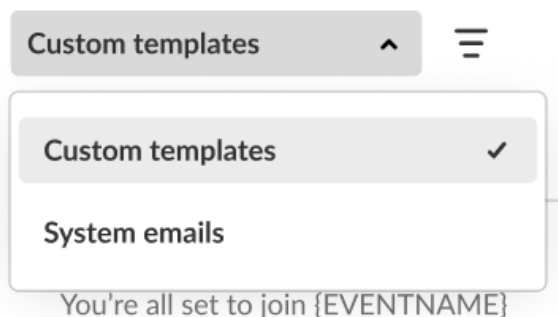 Custom templates
Custom templates
System emails
You're all set to join {EVENTNAME}